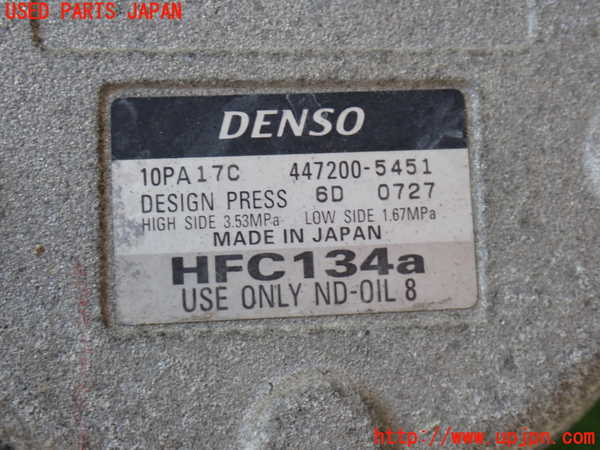 USED PARTS JAPAN
DENSO
10PA17C 447200-5451
DESIGN PRESS 6D 0727
HIGH SIDE 3.53MPa LOW SIDE 1.67MPa
MADE IN JAPAN
HFC134a
USE ONLY ND-OIL 8
(C)UPJ
http://www.upjpn.com/